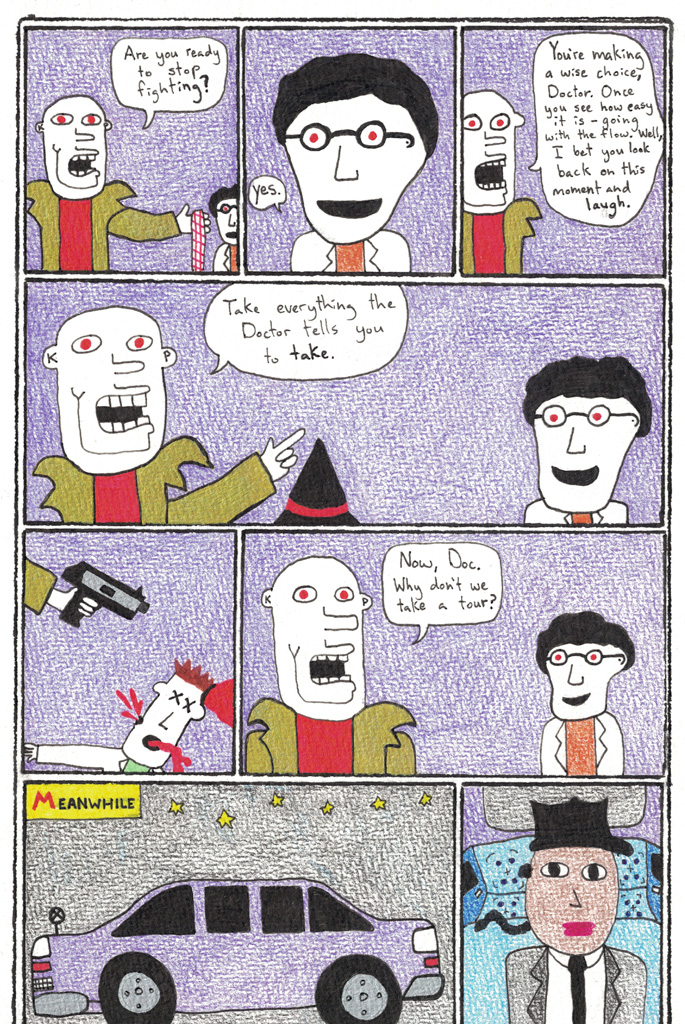 Are you ready
to stop
fighting?
yes.
You're making
a wise choice,
Doctor. Once
you see how easy
it is - going
with the flow. Well,
I bet you look
back on this
moment and
laugh.
Take everything the
Doctor tells you
to take.
K P
Now, Doc.
Why don't we
take a tour?
K P
MEANWHILE